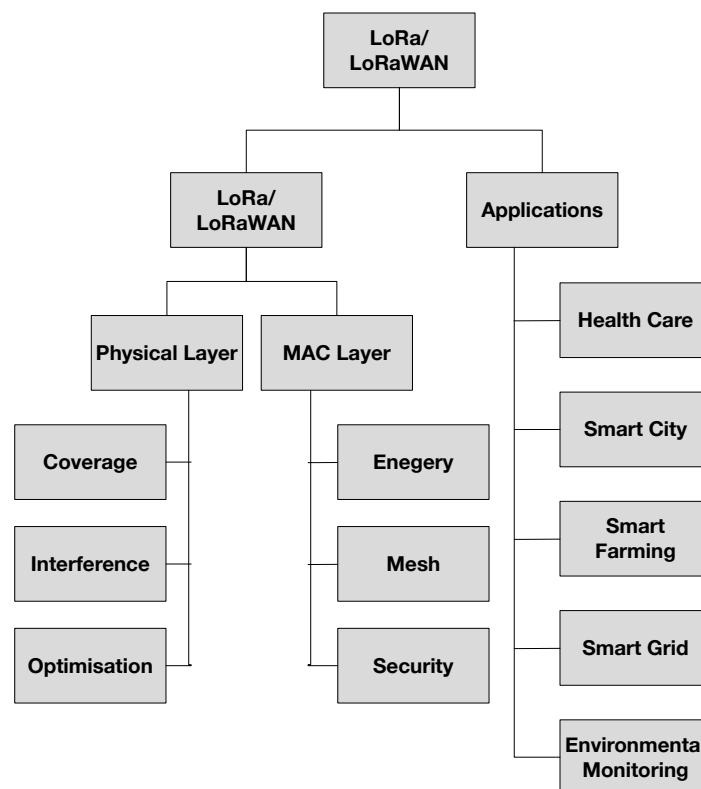 LoRa/
LoRaWAN
LoRa/
LoRaWAN
Applications
Physical Layer
MAC Layer
Health Care
Coverage
Enegery
Smart City
Interference
Mesh
Smart
Farming
Optimisation
Security
Smart Grid
Environmenta
Monitoring